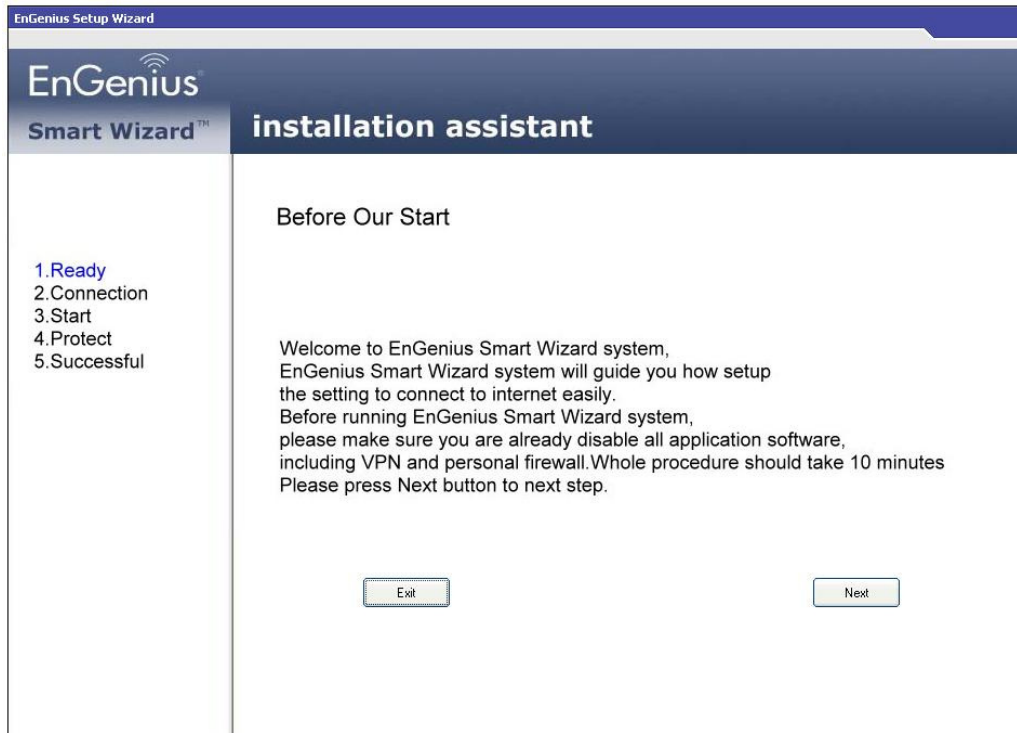 EnGenius Setup Wizard
EnGenius®
Smart Wizard™
installation assistant
Before Our Start
1.Ready
2.Connection
3.Start
4.Protect
5.Successful
Welcome to EnGenius Smart Wizard system,
EnGenius Smart Wizard system will guide you how setup
the setting to connect to internet easily.
Before running EnGenius Smart Wizard system,
please make sure you are already disable all application software,
including VPN and personal firewall.Whole procedure should take 10 minutes
Please press Next button to next step.
Exit
Next